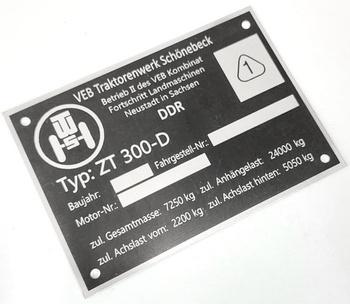 VEB Traktorenwerk Schönebeck
Betrieb II des VEB Kombinat
Fortschritt Landmaschinen
Neustadt in Sachsen
DDR
1
Typ: ZT 300-D
Baujahr:
Fahrgestell-Nr.:
Motor-Nr.:
zul. Gesamtmasse: 7250 kg zul. Anhängelast: 24000 kg
zul. Achslast vom: 2200 kg zul. Achslast hinten: 5050 kg